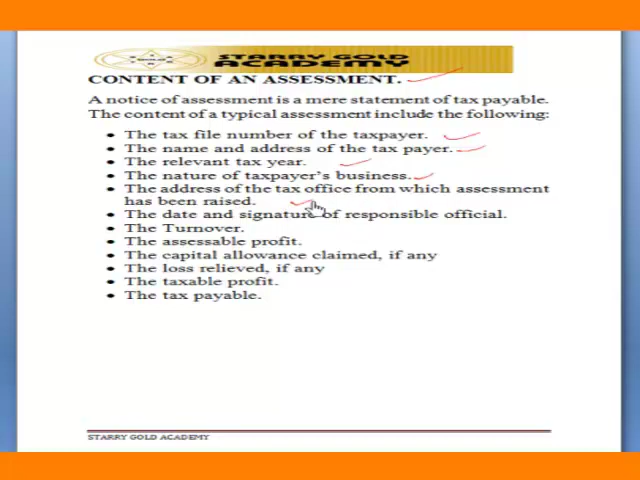 STARRY GOLD
ACADEMY
CONTENT OF AN ASSESSMENT.
A notice of assessment is a mere statement of tax payable.
The content of a typical assessment include the following:
• The tax file number of the taxpayer.
• The name and address of the tax payer.
• The relevant tax year.
• The nature of taxpayer's business.
• The address of the tax office from which assessment
has been raised.
• The date and signature of responsible official.
• The Turnover.
• The assessable profit.
• The capital allowance claimed, if any
• The loss relieved, if any
• The taxable profit.
• The tax payable.
STARRY GOLD ACADEMY